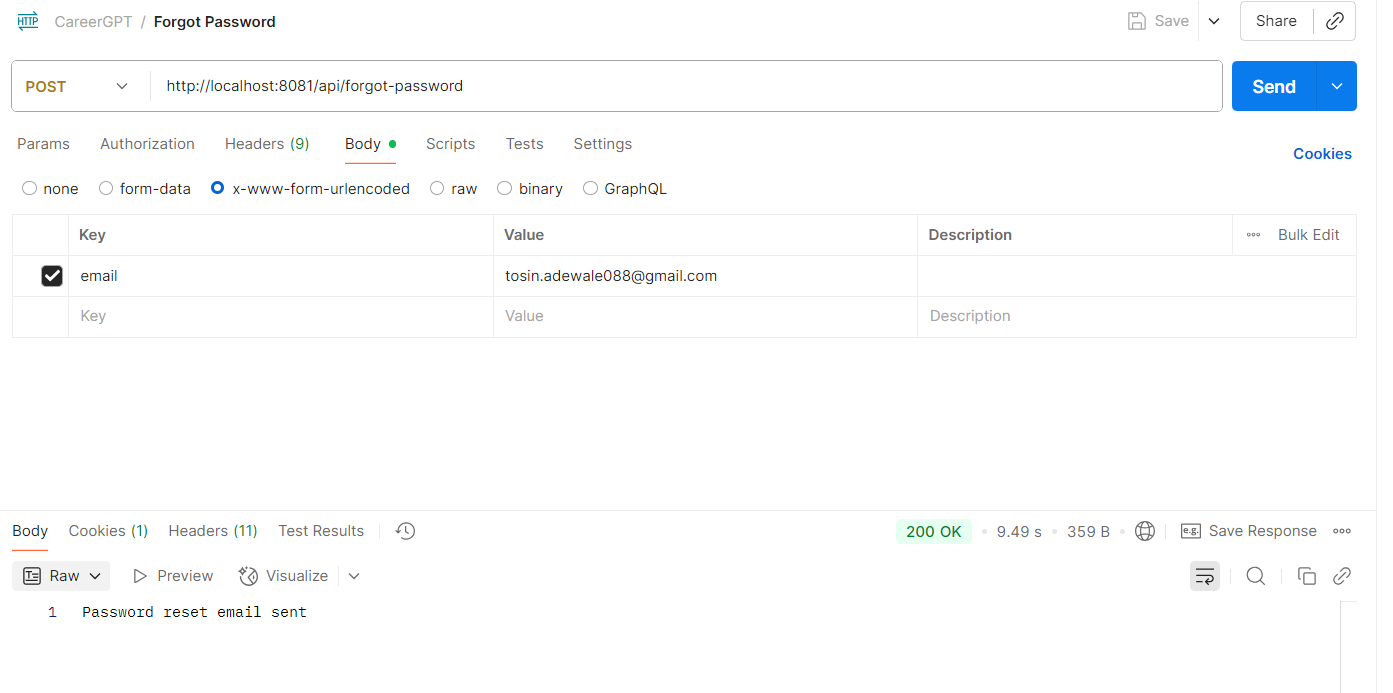 HTTP CareerGPT / Forgot Password Save Share
POST http://localhost:8081/api/forgot-password Send
Params Authorization Headers (9) Body Scripts Tests Settings Cookies
none form-data x-www-form-urlencoded raw binary GraphQL
Key Value Description Bulk Edit
email tosin.adewale088@gmail.com
Key Value Description
Body Cookies (1) Headers (11) Test Results 200 OK 9.49 s 359 B e.g. Save Response
Raw Preview Visualize
1 Password reset email sent